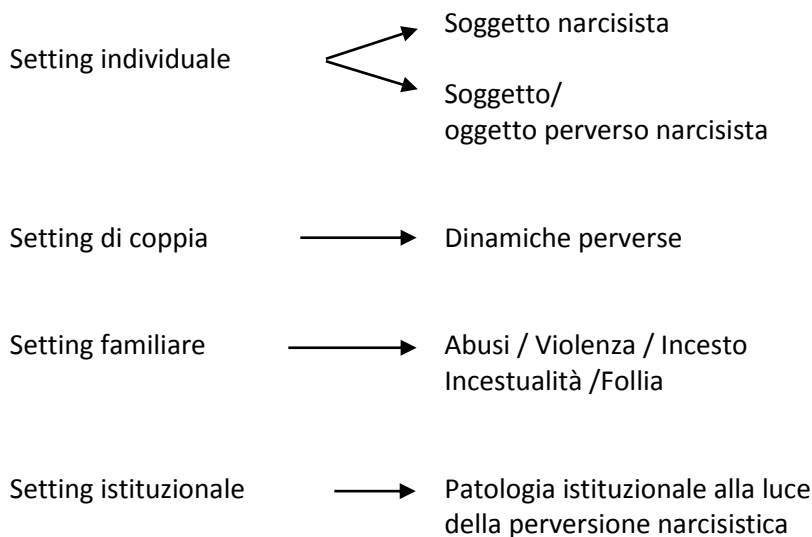 Soggetto narcisista
Setting individuale
Soggetto/
oggetto perverso narcisista
Setting di coppia
Dinamiche perverse
Setting familiare
Abusi / Violenza / Incesto
Incestualità /Follia
Setting istituzionale
Patologia istituzionale alla luce
della perversione narcisistica